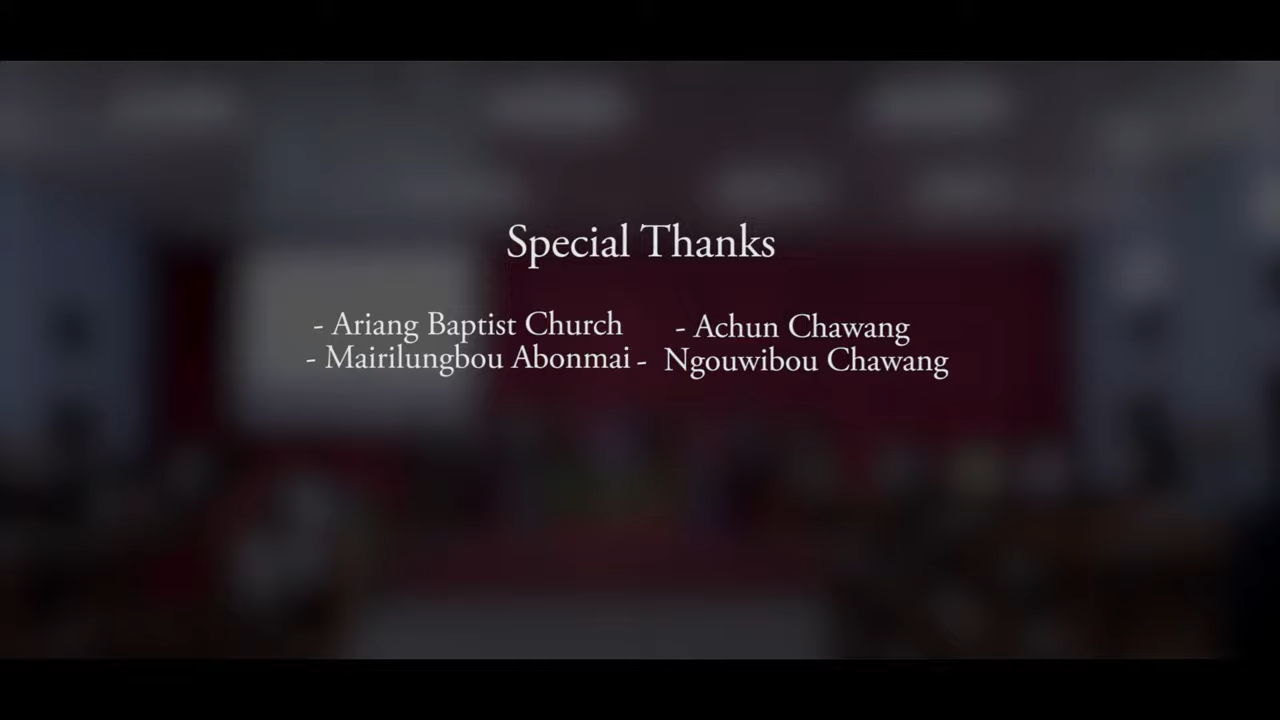 Special Thanks
- Ariang Baptist Church
- Mairilungbou Abonmai
- Achun Chawang
- Ngouwibou Chawang